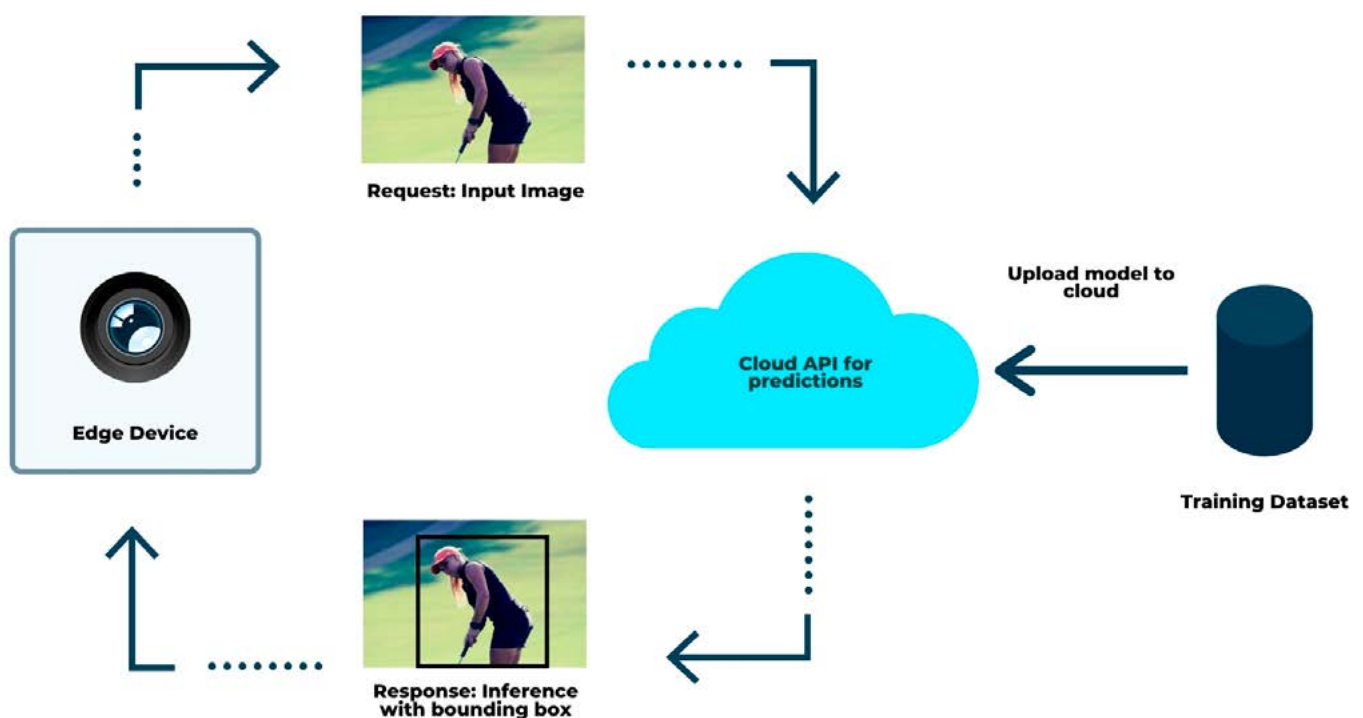 Request: Input Image
Upload model to
cloud
Cloud API for
predictions
Edge Device
Training Dataset
Response: Inference
with bounding box